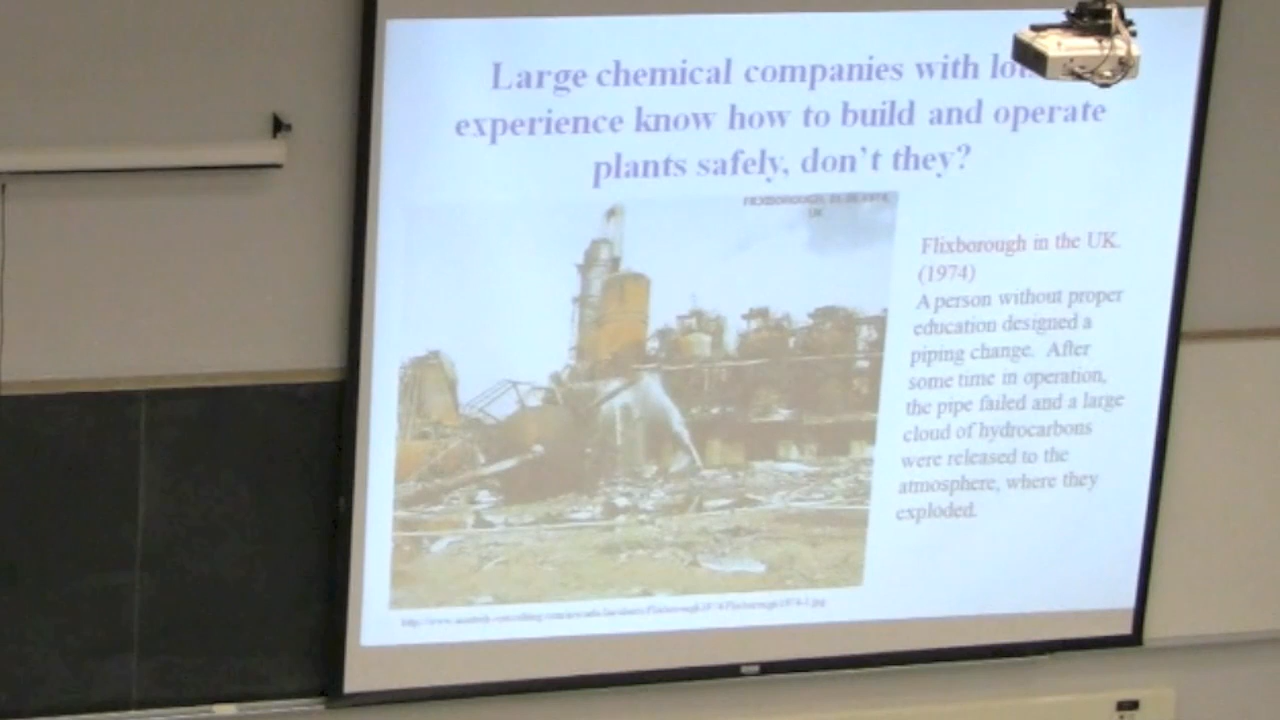 Large chemical companies with
experience know how to build and operate
plants safely, don't they?
FLIXBOROUGH,
UK
Flixborough in the UK.
(1974)
A person without proper
education designed a
piping change. After
some time in operation,
the pipe failed and a large
cloud of hydrocarbons
were released to the
atmosphere, where they
exploded.